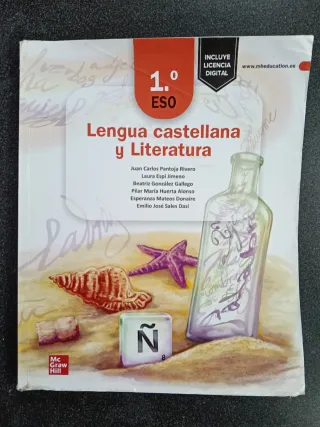 INCLUYE
LICENCIA
DIGITAL
www.mheducation.es
1.º
ESO
Lengua castellana
y Literatura
Juan Carlos Pantoja Rivero
Laura Espí Jimeno
Beatriz González Gallego
Pilar María Huerta Alonso
Esperanza Mateos Donaire
Emilio José Sales Dasí
Ñ
8
Mc
Graw
Hill